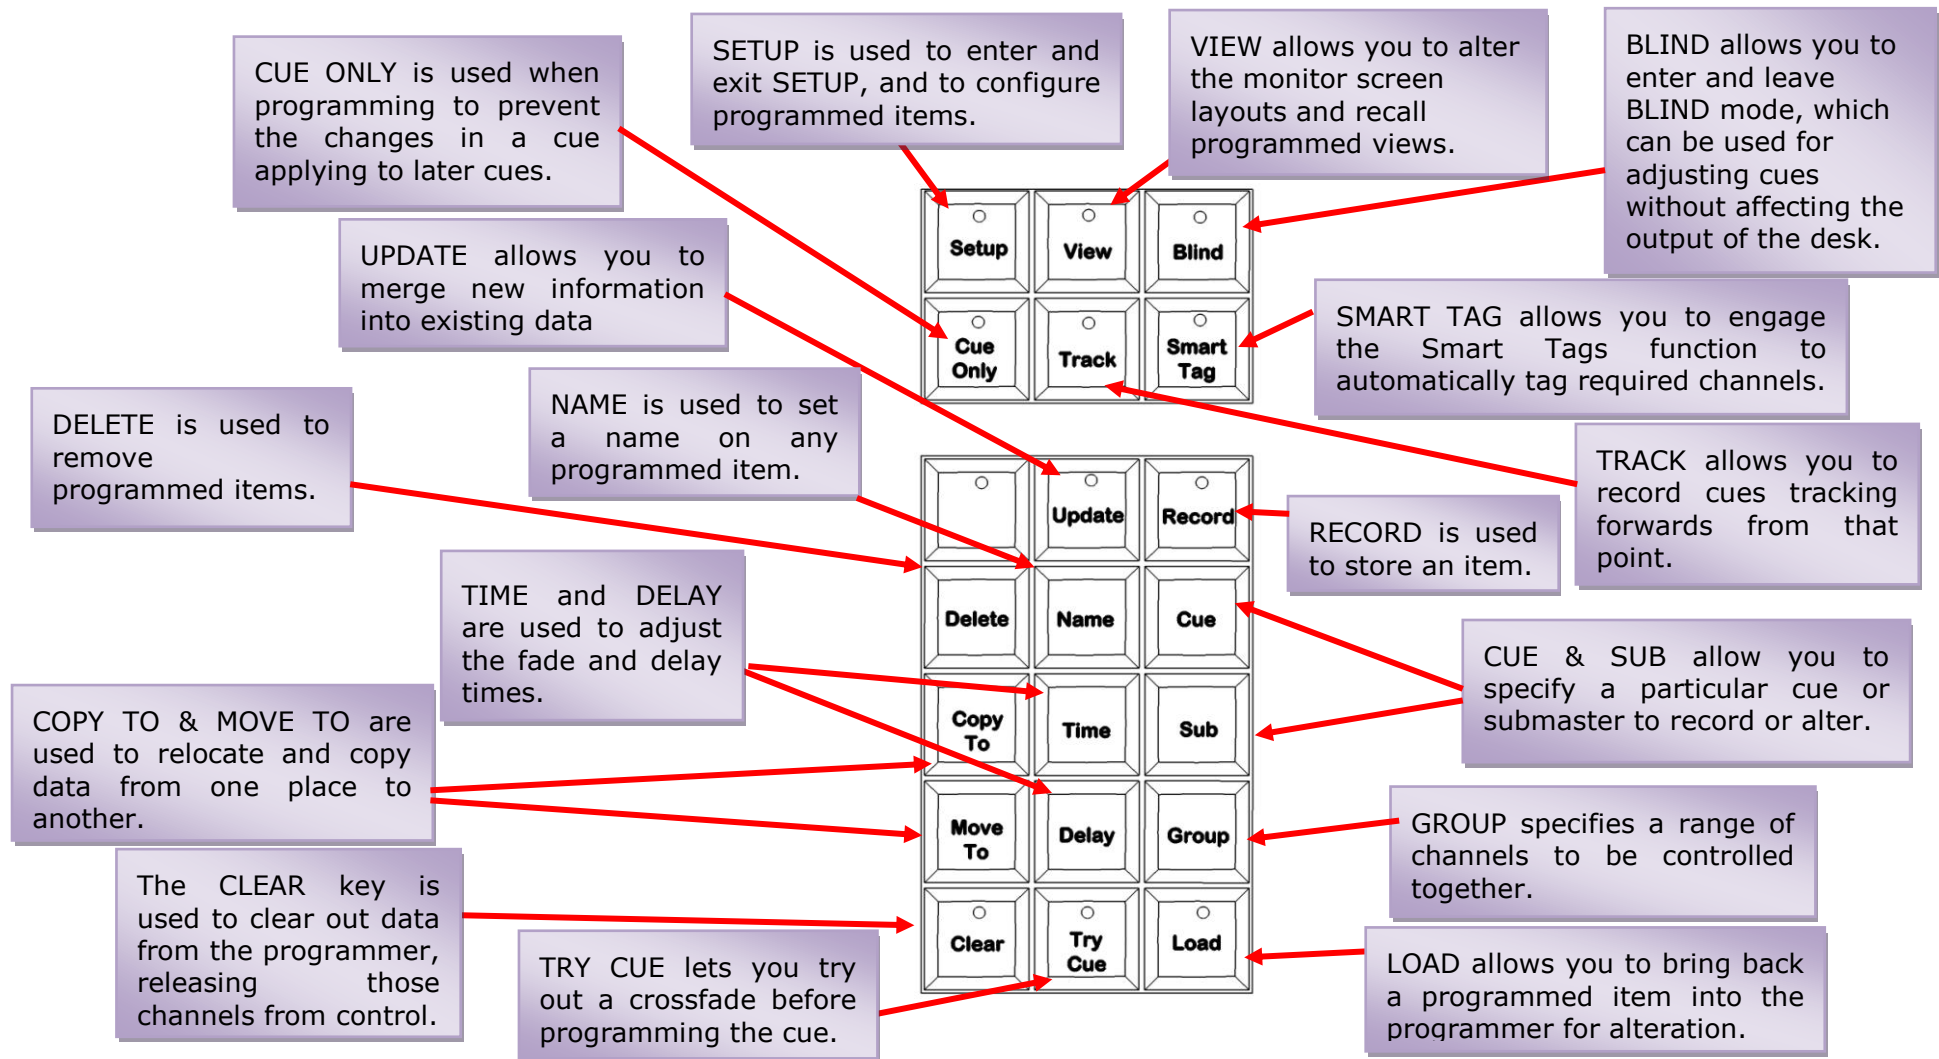 CUE ONLY is used when
programming to prevent
the changes in a cue
applying to later cues.
SETUP is used to enter and
exit SETUP, and to configure
programmed items.
VIEW allows you to alter
the monitor screen
layouts and recall
programmed views.
BLIND allows you to
enter and leave
BLIND mode, which
can be used for
adjusting cues
without affecting the
output of the desk.
UPDATE allows you to
merge new information
into existing data
SMART TAG allows you to engage
the Smart Tags function to
automatically tag required channels.
DELETE is used to
remove
programmed items.
NAME is used to set
a name on any
programmed item.
TRACK allows you to
record cues tracking
forwards from that
point.
RECORD is used
to store an item.
TIME and DELAY
are used to adjust
the fade and delay
times.
CUE & SUB allow you to
specify a particular cue or
submaster to record or alter.
COPY TO & MOVE TO are
used to relocate and copy
data from one place to
another.
GROUP specifies a range of
channels to be controlled
together.
The CLEAR key is
used to clear out data
from the programmer,
releasing those
channels from control.
TRY CUE lets you try
out a crossfade before
programming the cue.
LOAD allows you to bring back
a programmed item into the
programmer for alteration.
Setup
View
Blind
Cue
Only
Track
Smart
Tag
Update
Record
Delete
Name
Cue
Copy
To
Time
Sub
Move
To
Delay
Group
Clear
Try
Cue
Load